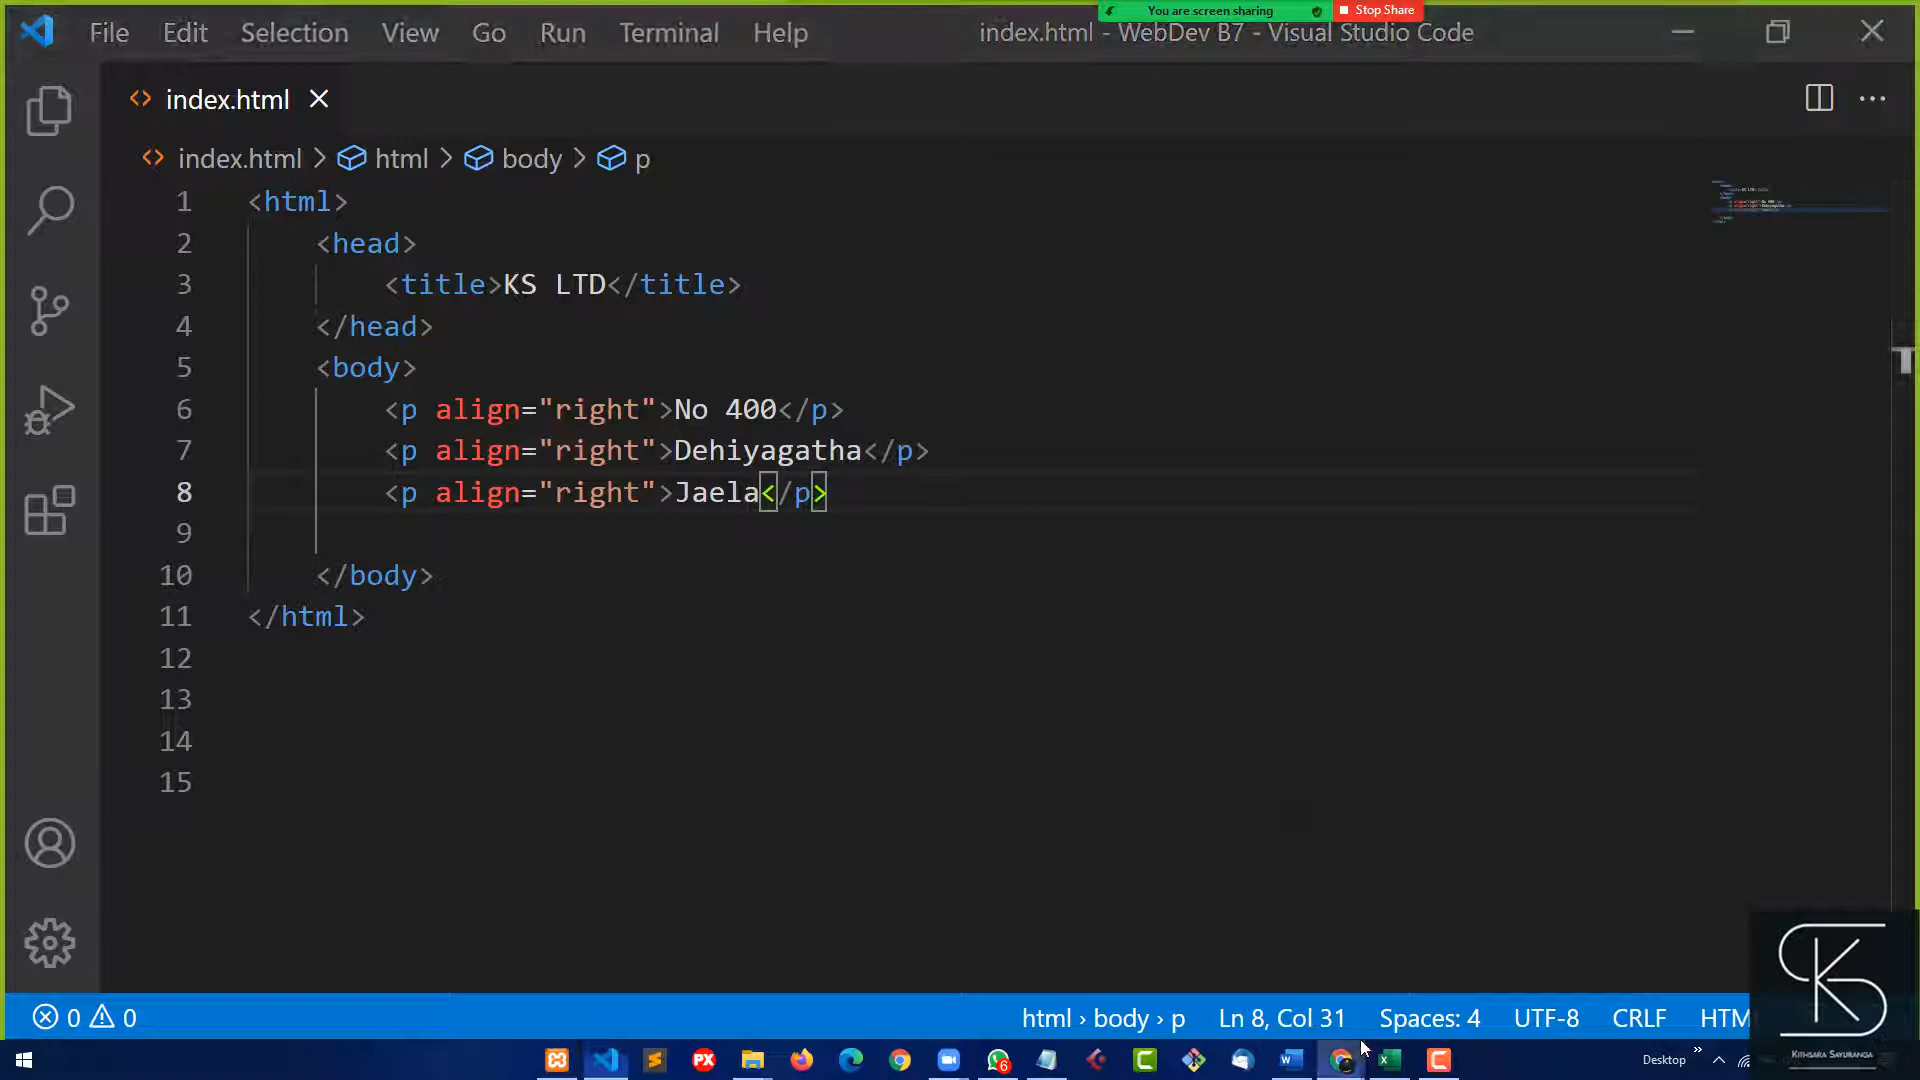 You are screen sharing Stop Share
File Edit Selection View Go Run Terminal Help index.html - WebDev B7 - Visual Studio Code
index.html
index.html > html > body > p
1 <html>
2 <head>
3 <title>KS LTD</title>
4 </head>
5 <body>
6 <p align="right">No 400</p>
7 <p align="right">Dehiyagatha</p>
8 <p align="right">Jaela</p>
9
10 </body>
11 </html>
12
13
14
15
KITHSARA SAYURANGA
0 0 html › body › p Ln 8, Col 31 Spaces: 4 UTF-8 CRLF HTM
PX 6 Desktop